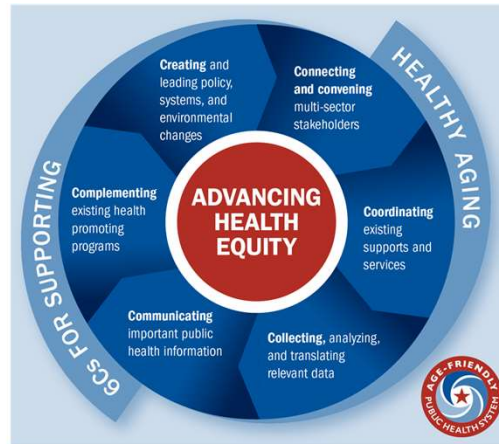 6Cs FOR SUPPORTING
HEALTHY AGING
Creating and
leading policy,
systems, and
environmental
changes
Connecting
and convening
multi-sector
stakeholders
Coordinating
existing
supports and
services
Collecting, analyzing,
and translating
relevant data
Communicating
important public
health information
Complementing
existing health
promoting
programs
ADVANCING
HEALTH
EQUITY
AGE-FRIENDLY
PUBLIC HEALTH SYSTEM